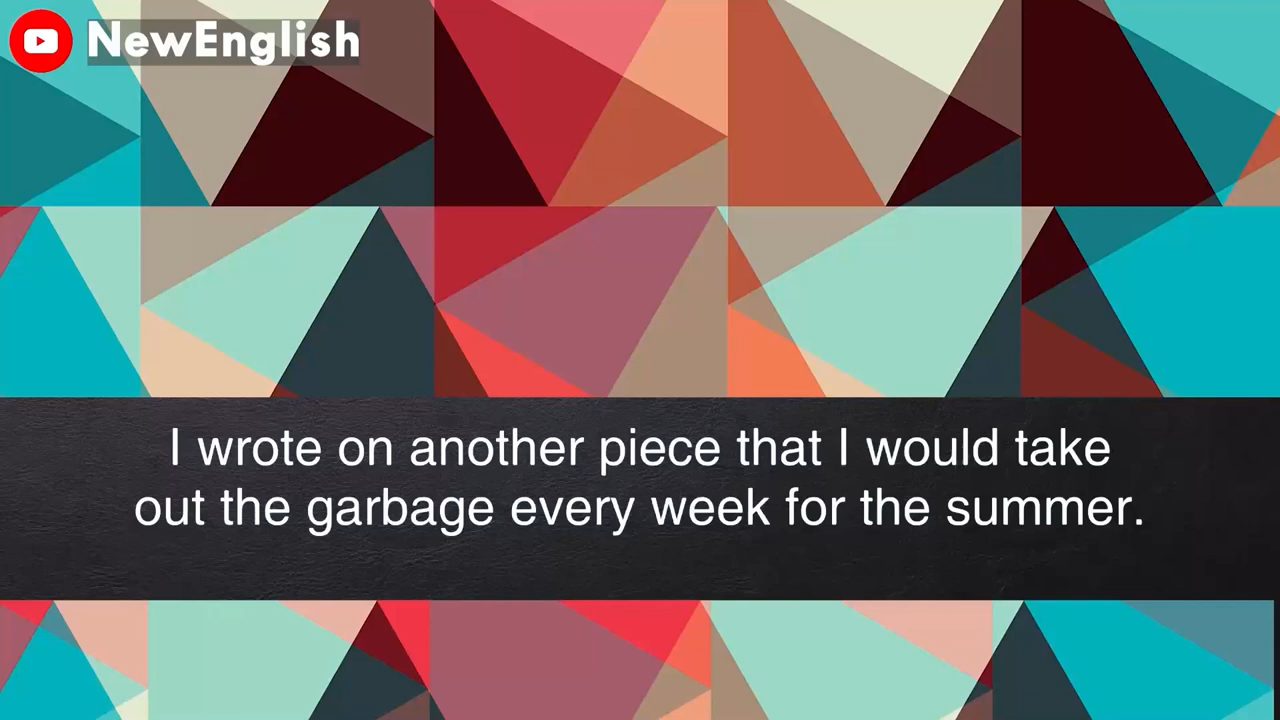 NewEnglish
I wrote on another piece that I would take
out the garbage every week for the summer.